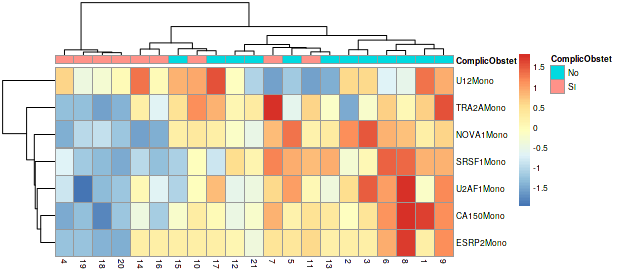 ComplicObstet
U12Mono
TRA2AMono
NOVA1Mono
SRSF1Mono
U2AF1Mono
CA150Mono
ESRP2Mono
4 19 18 20 14 16 15 10 17 12 21 7 5 11 13 2 3 6 8 1 9
1.5
1
0.5
0
-0.5
-1
-1.5
ComplicObstet
No
SI